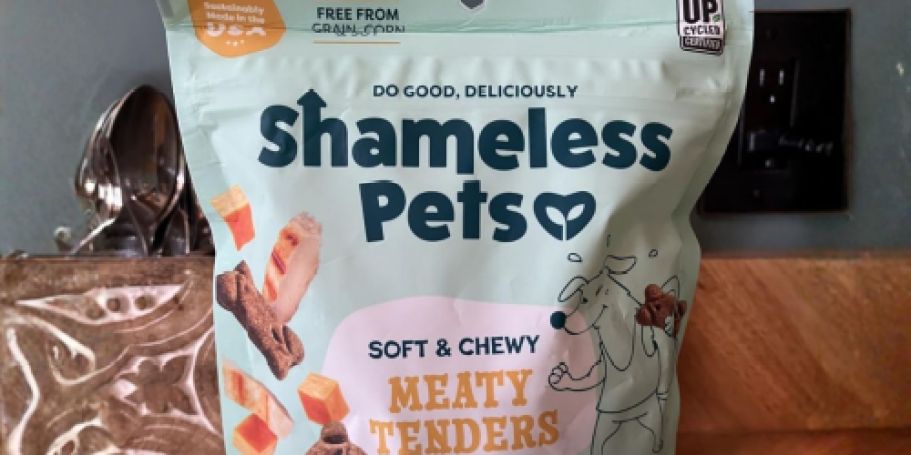 Sustainably
Made in the
USA
FREE FROM
GRAIN, CORN
UP
CYCLED
CERTIFIED
DO GOOD, DELICIOUSLY
Shameless
Pets
SOFT & CHEWY
MEATY
TENDERS